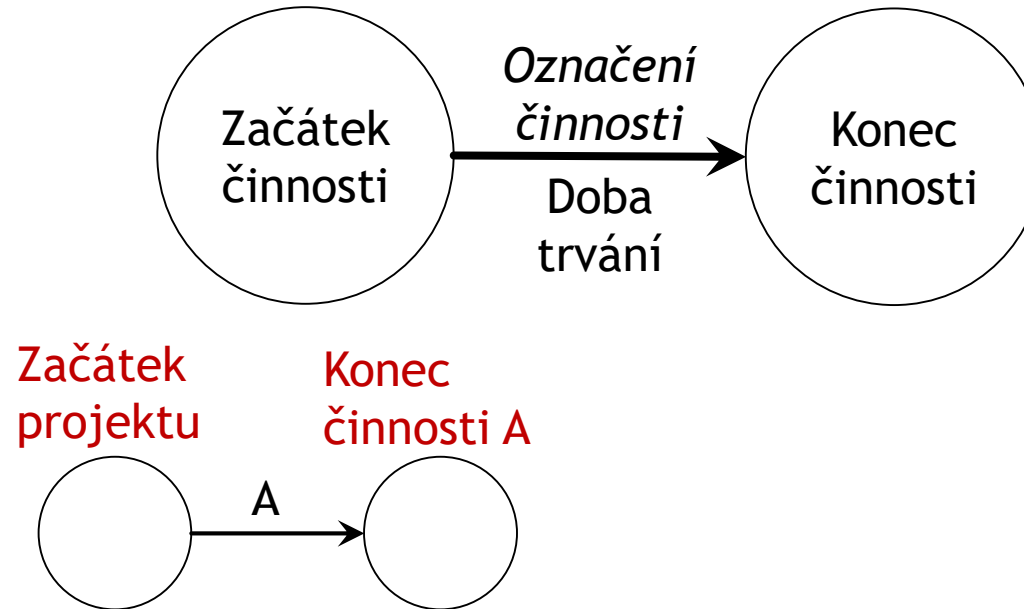 Začátek
činnosti
Označení
činnosti
Doba
trvání
Konec
činnosti
Začátek
projektu
Konec
činnosti A
A